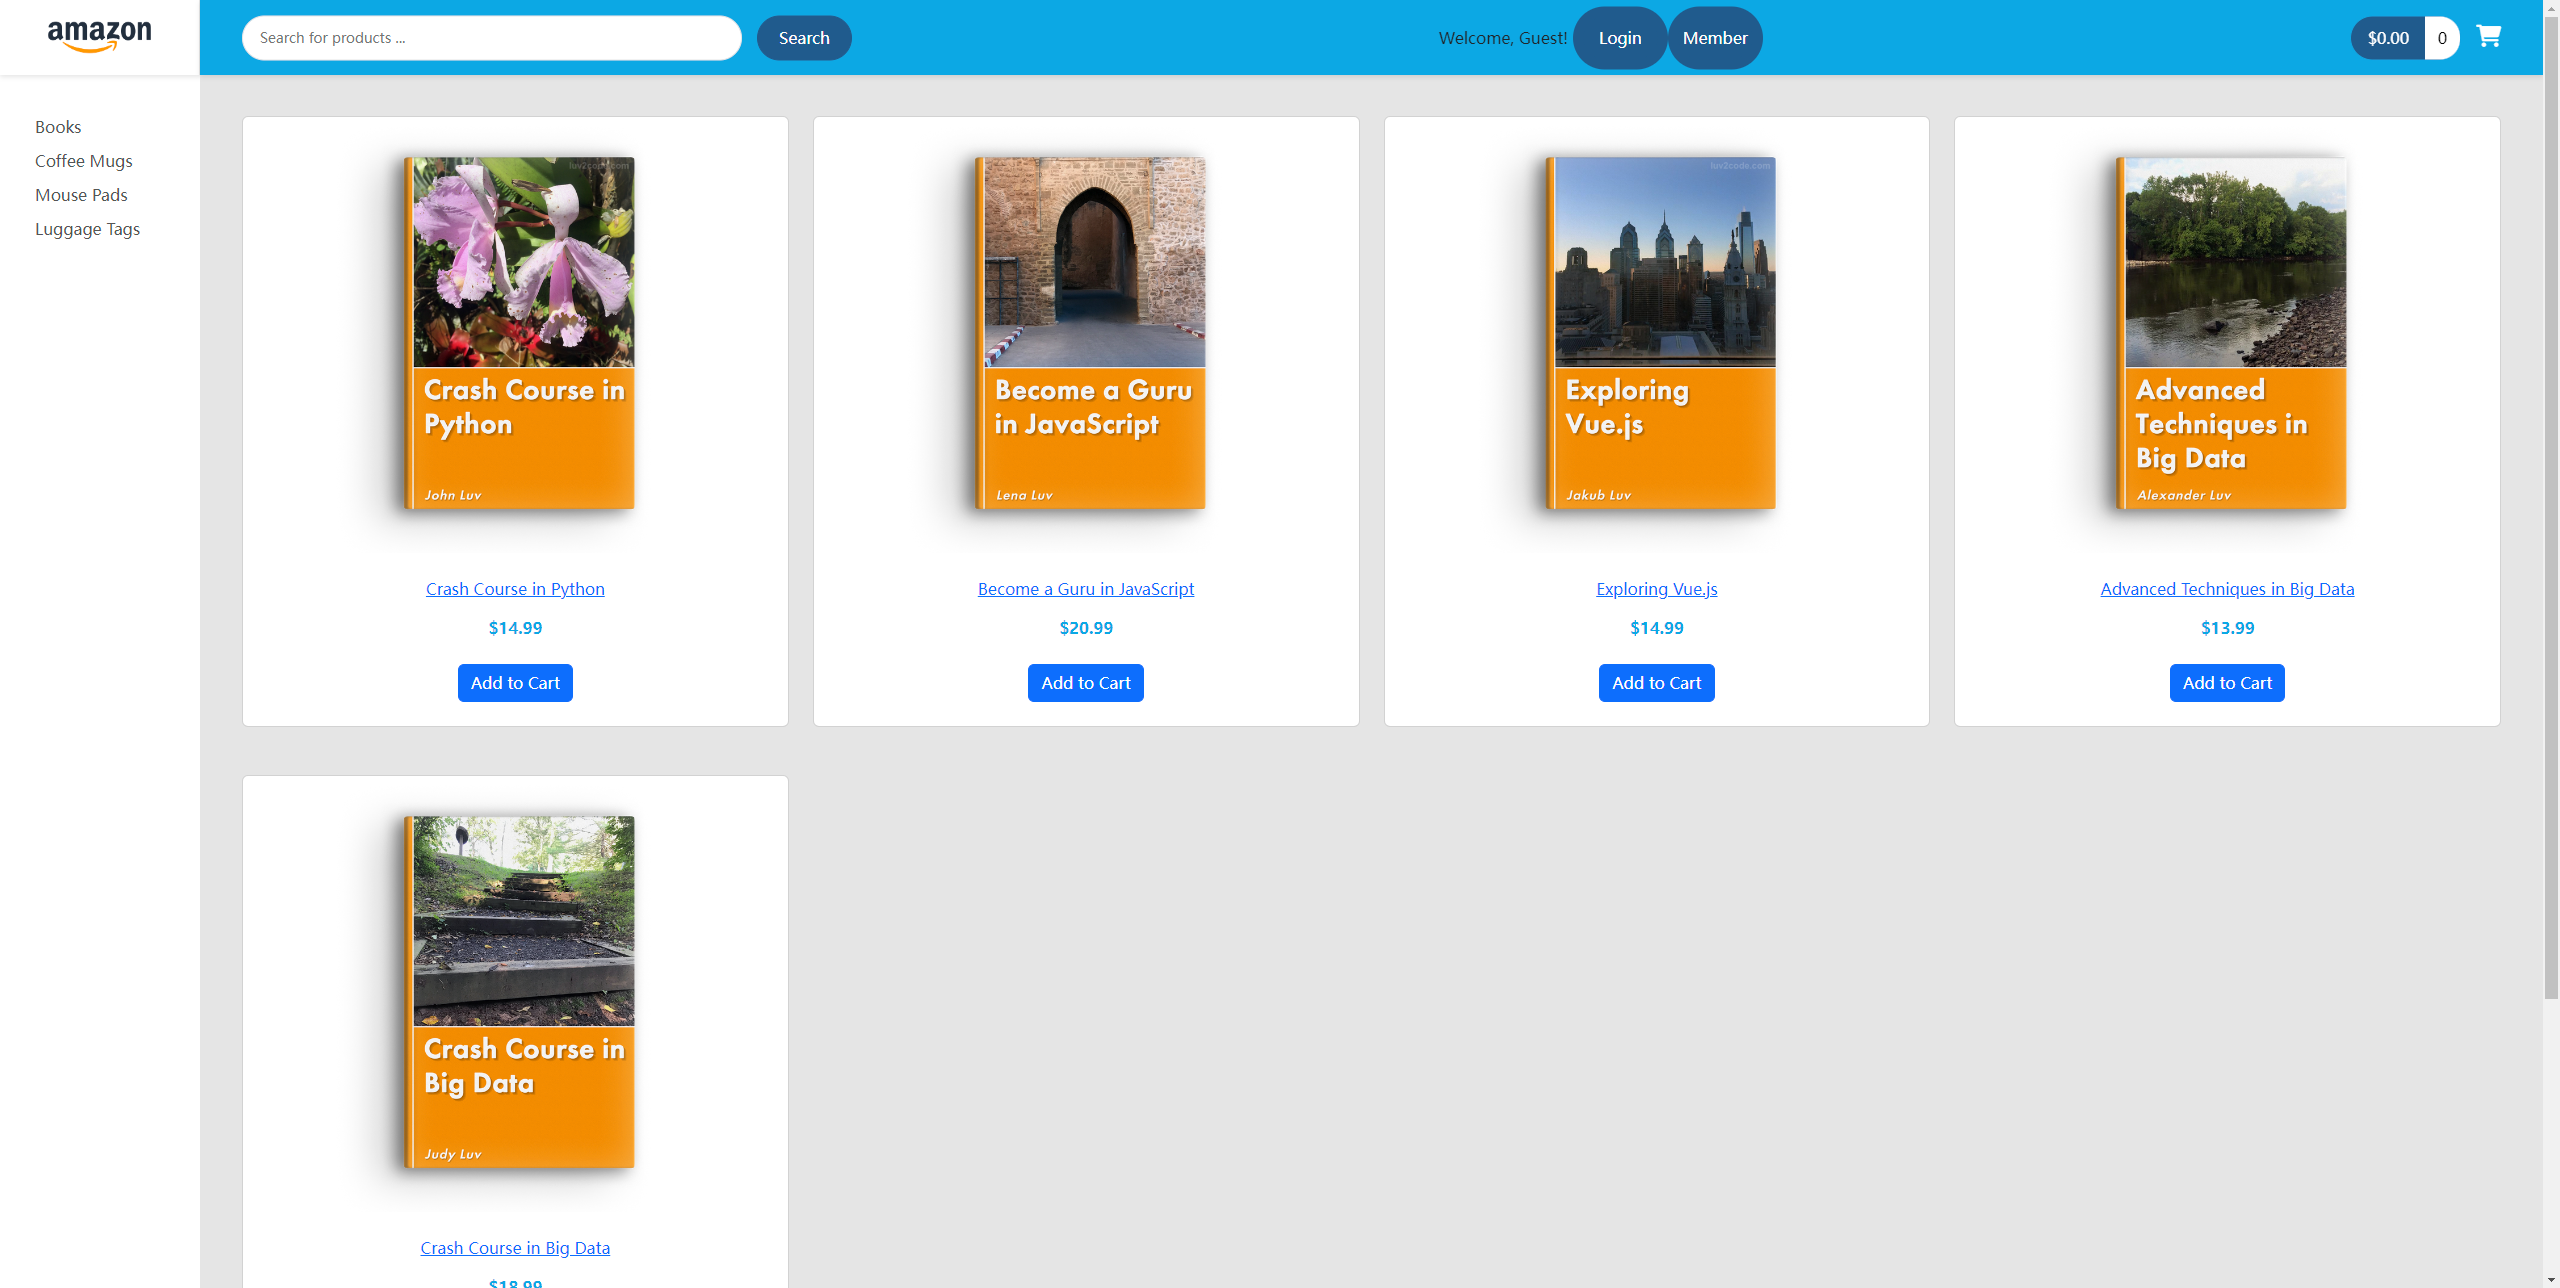 amazon
Search for products ...
Search
Welcome, Guest!
Login
Member
$0.00
0
Books
Coffee Mugs
Mouse Pads
Luggage Tags
luv2code.com
Crash Course in
Python
John Luv
Crash Course in Python
$14.99
Add to Cart
Become a Guru
in JavaScript
Lena Luv
Become a Guru in JavaScript
$20.99
Add to Cart
luv2code.com
Exploring
Vue.js
Jakub Luv
Exploring Vue.js
$14.99
Add to Cart
Advanced
Techniques in
Big Data
Alexander Luv
Advanced Techniques in Big Data
$13.99
Add to Cart
Crash Course in
Big Data
Judy Luv
Crash Course in Big Data
$18.99